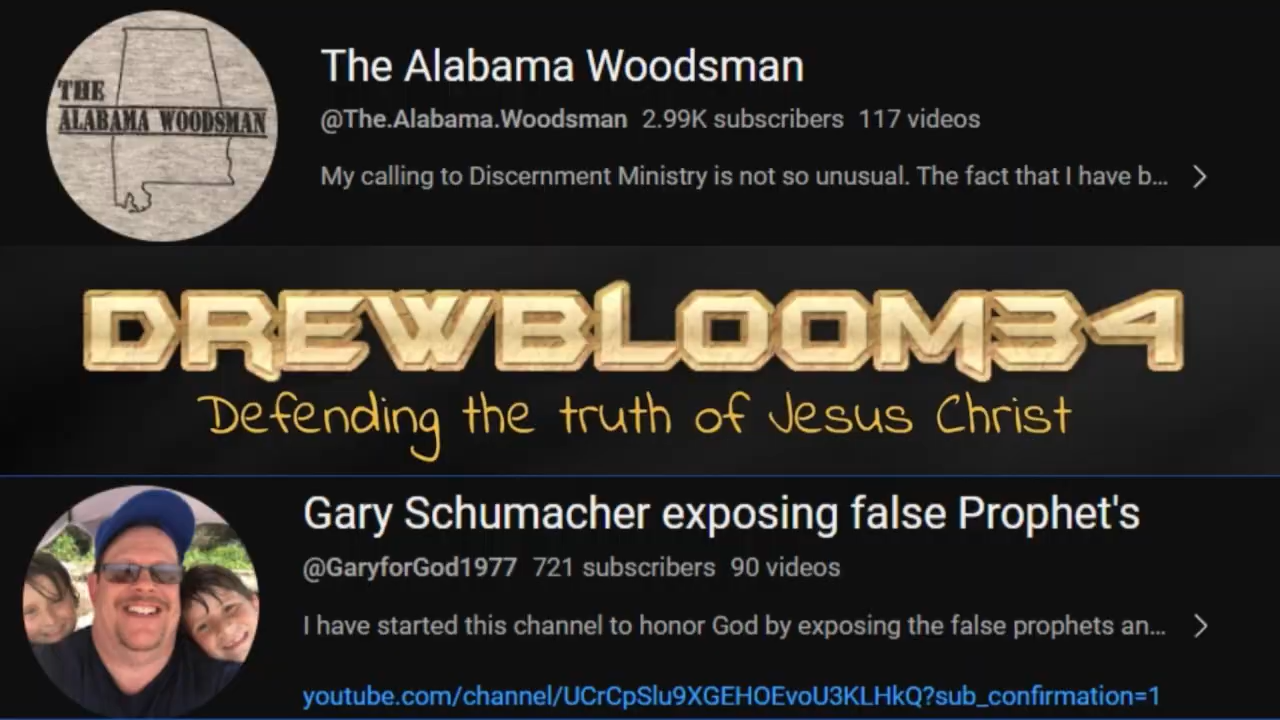 THE
ALABAMA WOODSMAN
The Alabama Woodsman
@The.Alabama.Woodsman 2.99K subscribers 117 videos
My calling to Discernment Ministry is not so unusual. The fact that I have b...
DREWBLOOM34
Defending the truth of Jesus Christ
Gary Schumacher exposing false Prophet's
@GaryforGod1977 721 subscribers 90 videos
I have started this channel to honor God by exposing the false prophets an...
youtube.com/channel/UCrCpSlu9XGEHOEvoU3KLHkQ?sub_confirmation=1